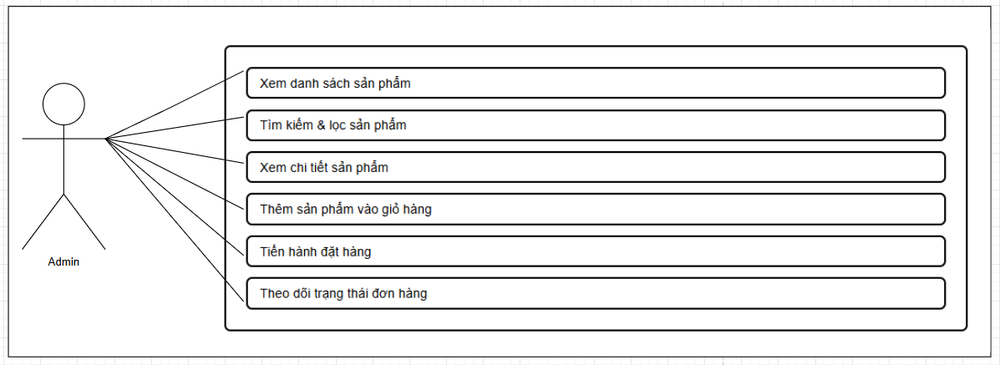 Xem danh sách sản phẩm
Tìm kiếm & lọc sản phẩm
Xem chi tiết sản phẩm
Thêm sản phẩm vào giỏ hàng
Tiến hành đặt hàng
Theo dõi trạng thái đơn hàng
Admin